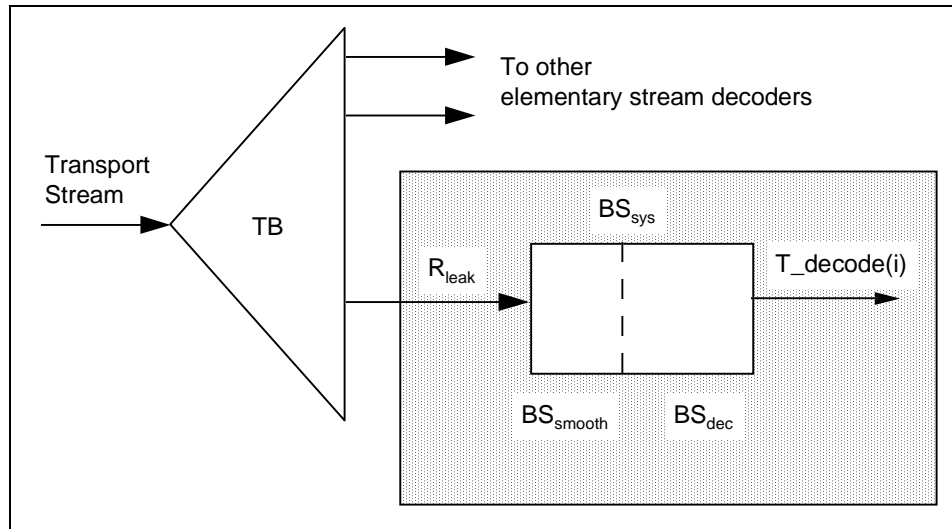 To other
elementary stream decoders
Transport
Stream
TB
BSsys
Rleak
T_decode(i)
BSsmooth
BSdec